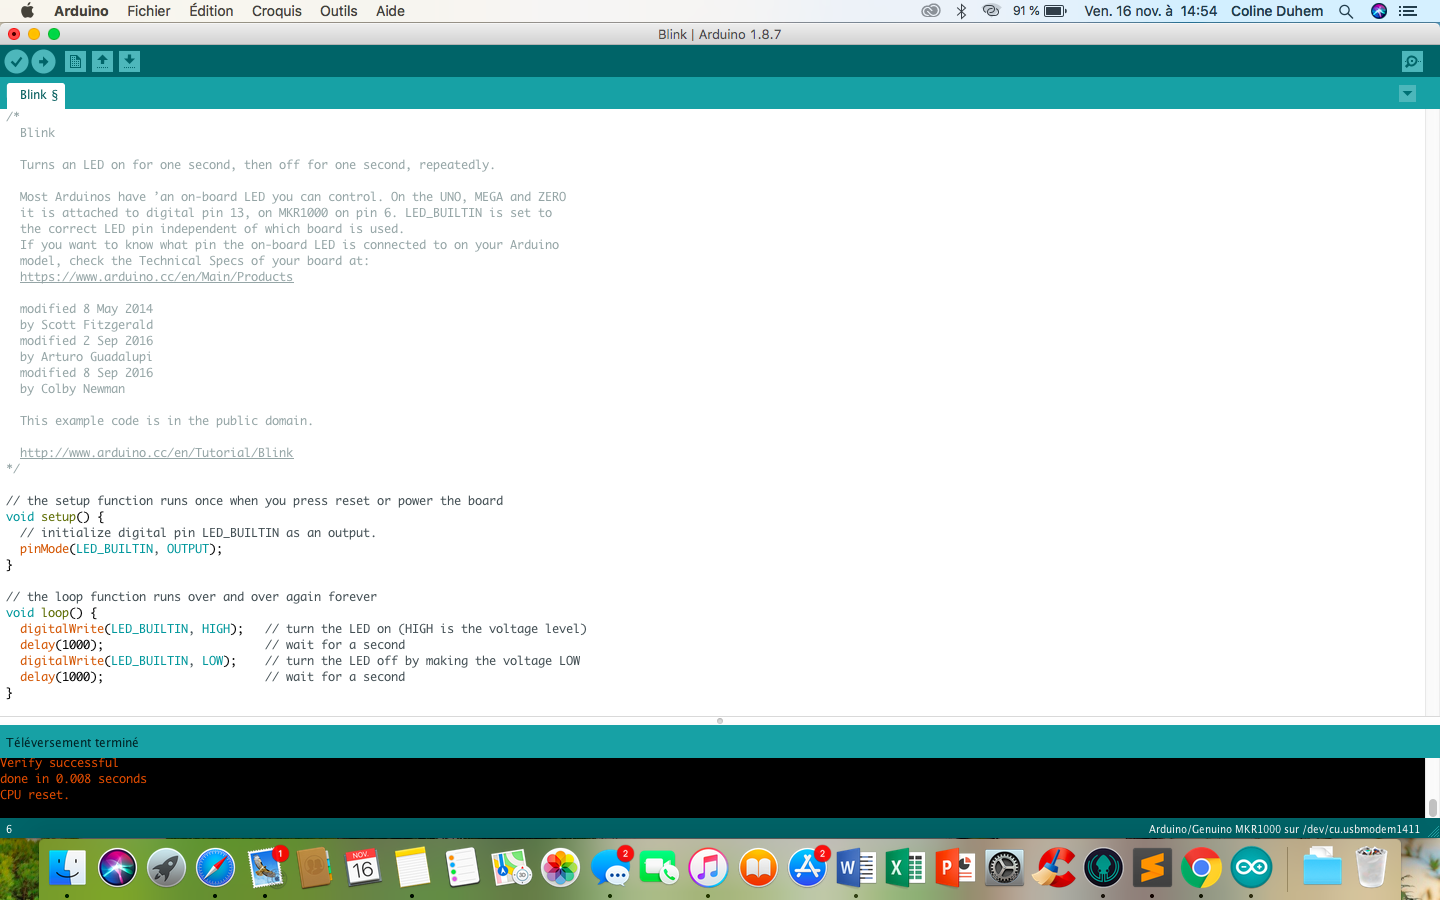 Arduino Fichier Édition Croquis Outils Aide 91 % Ven. 16 nov. à 14:54 Coline Duhem
Blink | Arduino 1.8.7
Blink §
/*
Blink
Turns an LED on for one second, then off for one second, repeatedly.
Most Arduinos have ’an on-board LED you can control. On the UNO, MEGA and ZERO
it is attached to digital pin 13, on MKR1000 on pin 6. LED_BUILTIN is set to
the correct LED pin independent of which board is used.
If you want to know what pin the on-board LED is connected to on your Arduino
model, check the Technical Specs of your board at:
https://www.arduino.cc/en/Main/Products
modified 8 May 2014
by Scott Fitzgerald
modified 2 Sep 2016
by Arturo Guadalupi
modified 8 Sep 2016
by Colby Newman
This example code is in the public domain.
http://www.arduino.cc/en/Tutorial/Blink
*/
// the setup function runs once when you press reset or power the board
void setup() {
// initialize digital pin LED_BUILTIN as an output.
pinMode(LED_BUILTIN, OUTPUT);
}
// the loop function runs over and over again forever
void loop() {
digitalWrite(LED_BUILTIN, HIGH);   // turn the LED on (HIGH is the voltage level)
delay(1000);                       // wait for a second
digitalWrite(LED_BUILTIN, LOW);    // turn the LED off by making the voltage LOW
delay(1000);                       // wait for a second
}
Téléversement terminé
Verify successful
done in 0.008 seconds
CPU reset.
6 Arduino/Genuino MKR1000 sur /dev/cu.usbmodem1411
1 NOV. 16 2 2 W X P